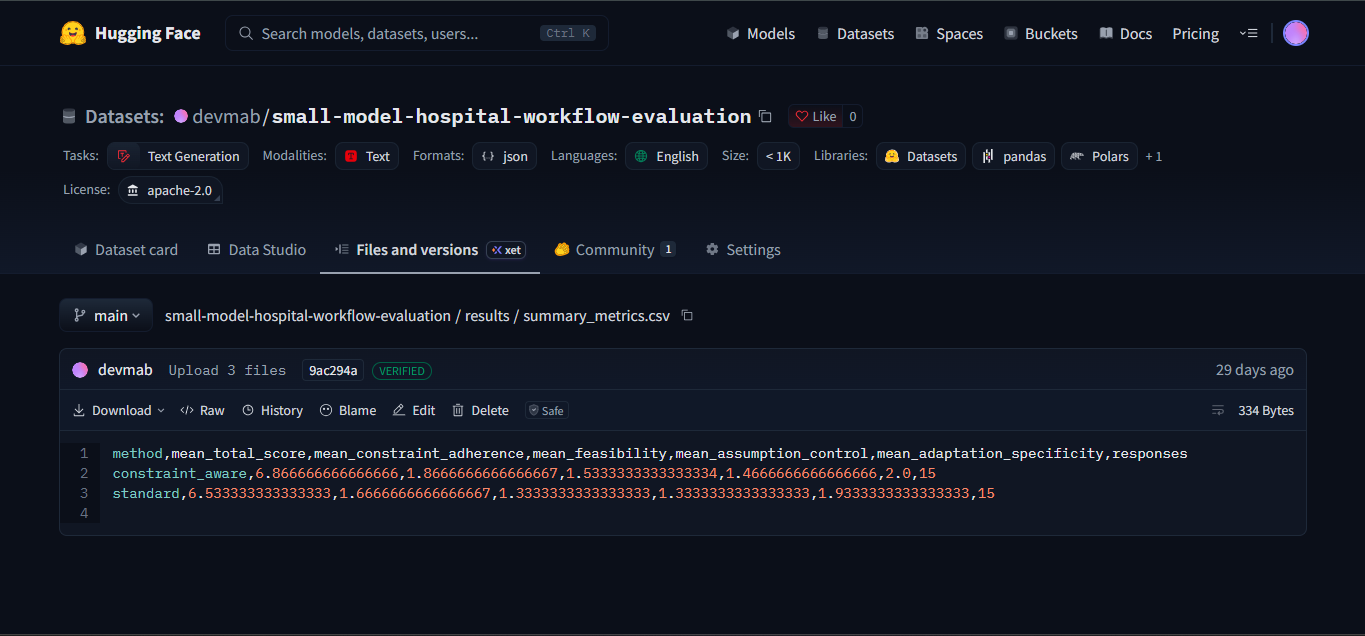 Hugging Face
Search models, datasets, users... Ctrl K
Models Datasets Spaces Buckets Docs Pricing
Datasets: devmab/small-model-hospital-workflow-evaluation Like 0
Tasks: Text Generation Modalities: Text Formats: json Languages: English Size: < 1K Libraries: Datasets pandas Polars + 1
License: apache-2.0
Dataset card Data Studio Files and versions xet Community 1 Settings
main small-model-hospital-workflow-evaluation / results / summary_metrics.csv
devmab Upload 3 files 9ac294a VERIFIED 29 days ago
Download Raw History Blame Edit Delete Safe 334 Bytes
1 method,mean_total_score,mean_constraint_adherence,mean_feasibility,mean_assumption_control,mean_adaptation_specificity,responses
2 constraint_aware,6.866666666666666,1.8666666666666667,1.5333333333333334,1.4666666666666666,2.0,15
3 standard,6.533333333333333,1.6666666666666667,1.3333333333333333,1.3333333333333333,1.9333333333333333,15
4